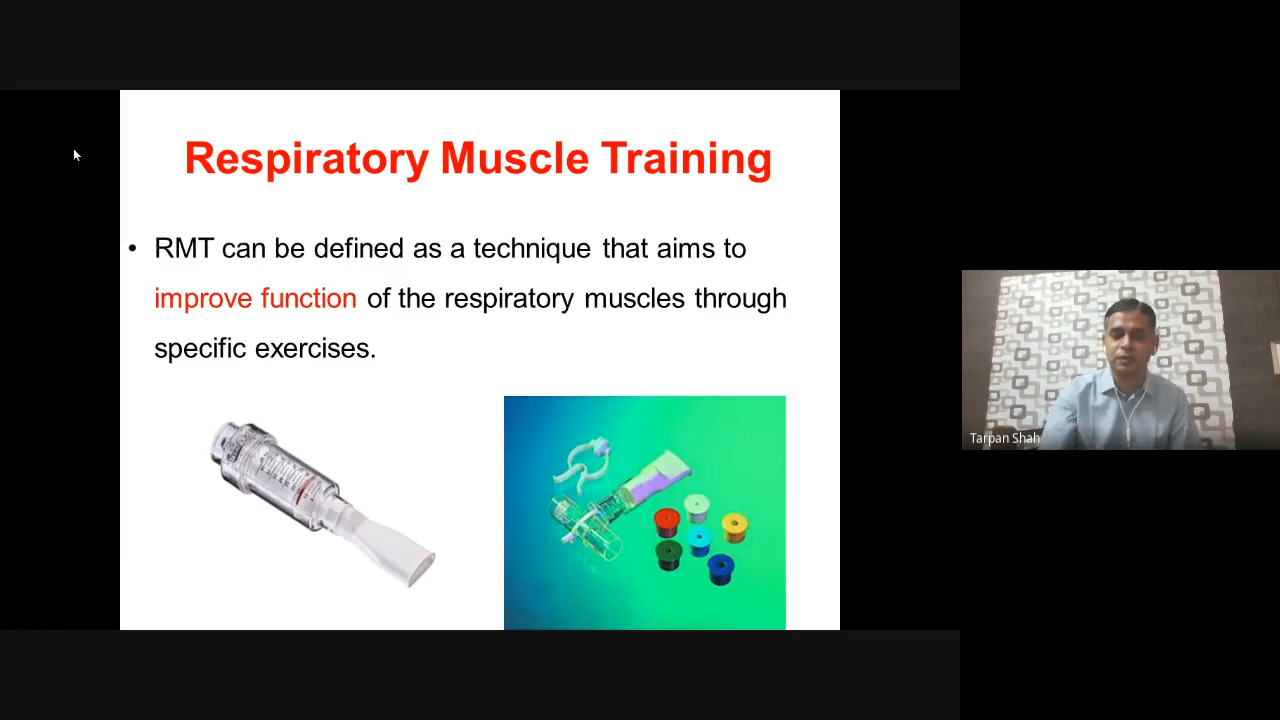 Respiratory Muscle Training
• RMT can be defined as a technique that aims to
improve function of the respiratory muscles through
specific exercises.
Tarpan Shah